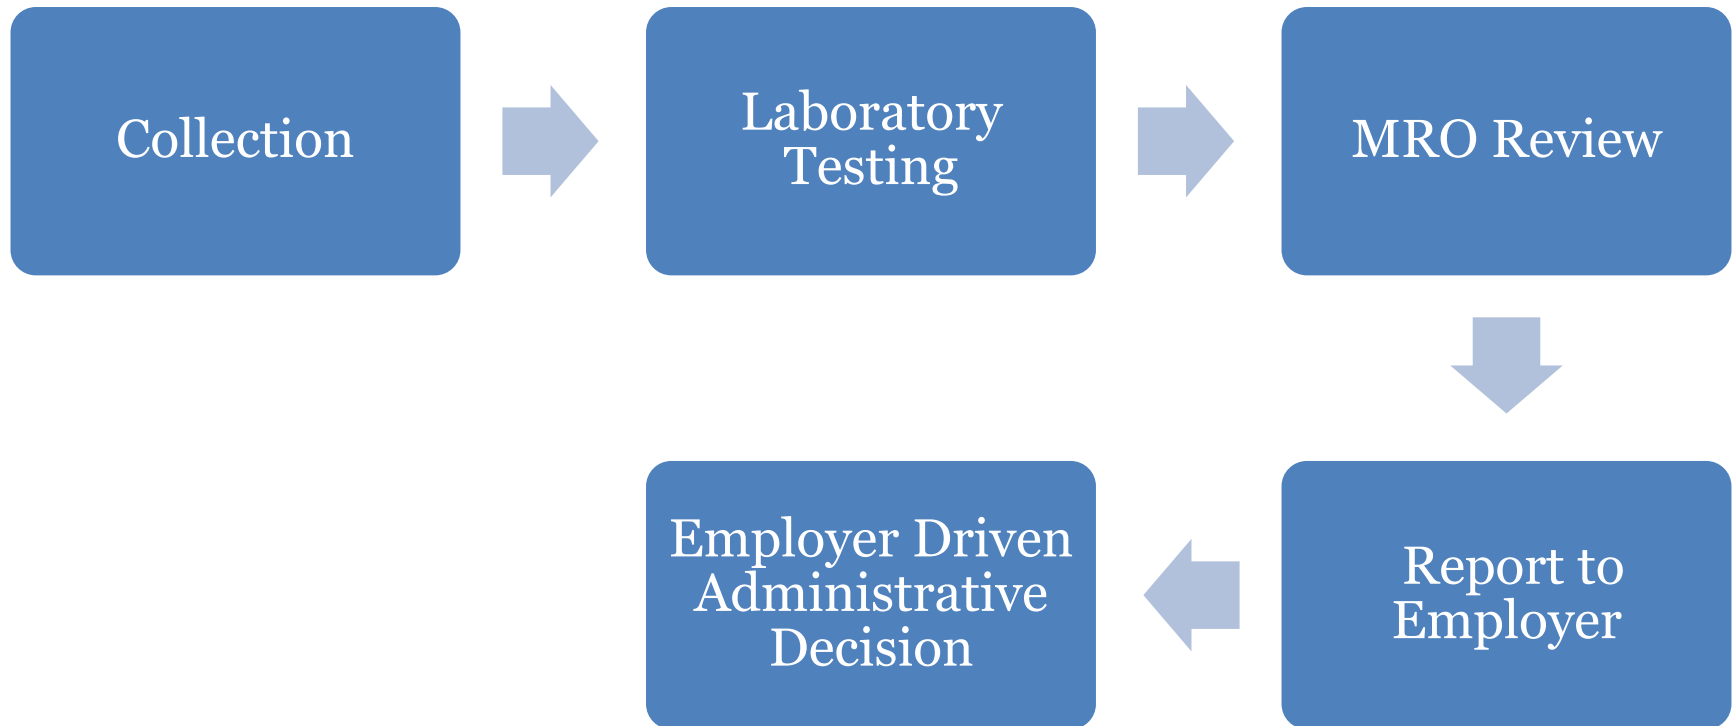 Collection
Laboratory
Testing
MRO Review
Report to
Employer
Employer Driven
Administrative
Decision